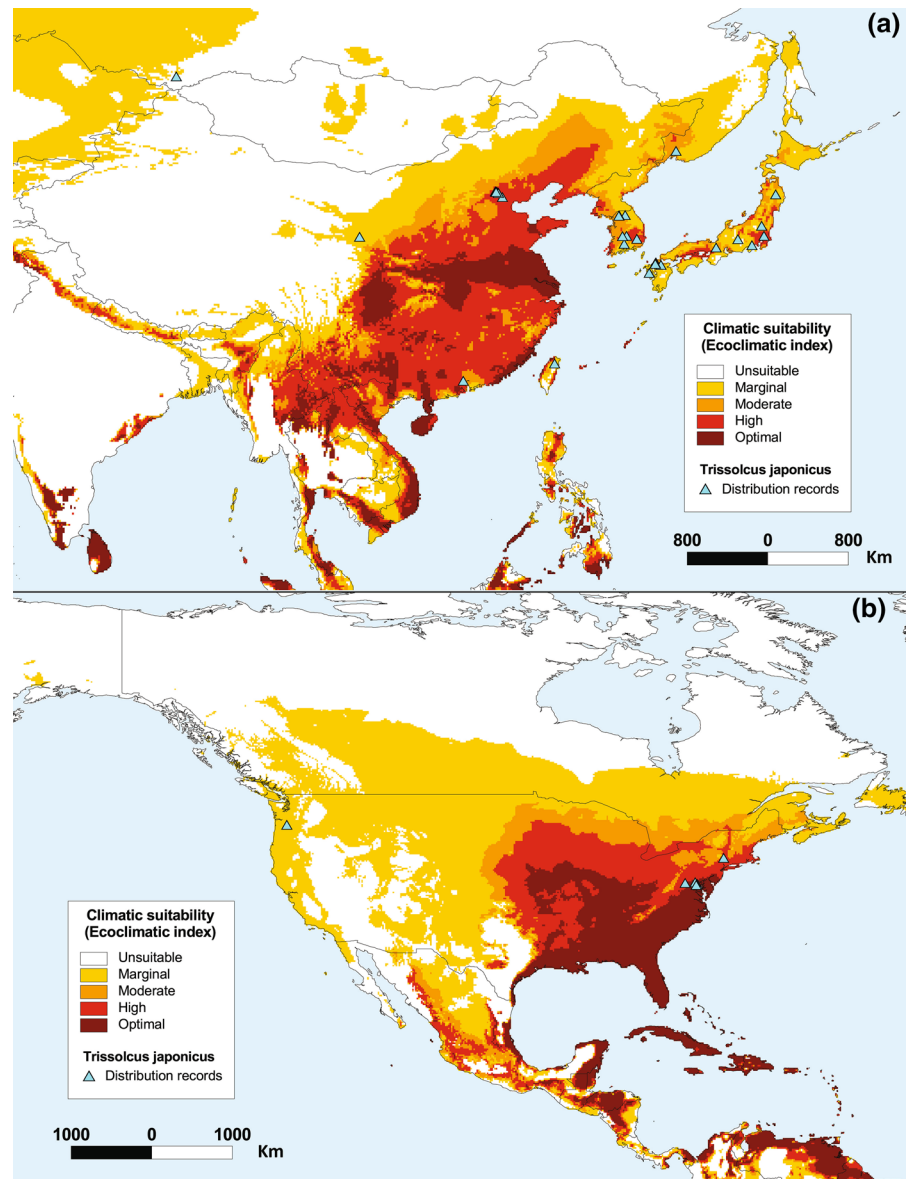 (a)
Climatic suitability
(Ecoclimatic index)
Unsuitable
Marginal
Moderate
High
Optimal
Trissolcus japonicus
Distribution records
800 0 800
Km
(b)
Climatic suitability
(Ecoclimatic index)
Unsuitable
Marginal
Moderate
High
Optimal
Trissolcus japonicus
Distribution records
1000 0 1000
Km